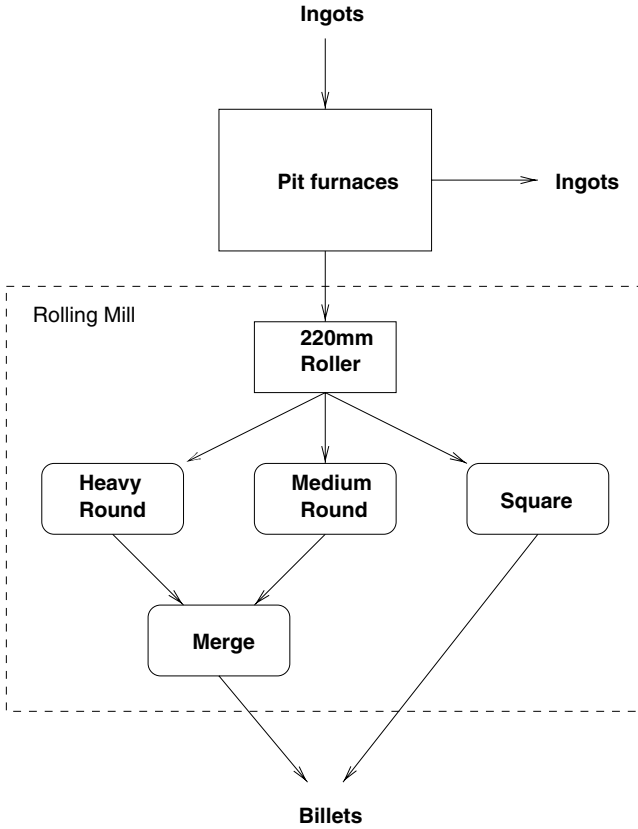 Ingots
Pit furnaces
Ingots
Rolling Mill
220mm
Roller
Heavy
Round
Medium
Round
Square
Merge
Billets